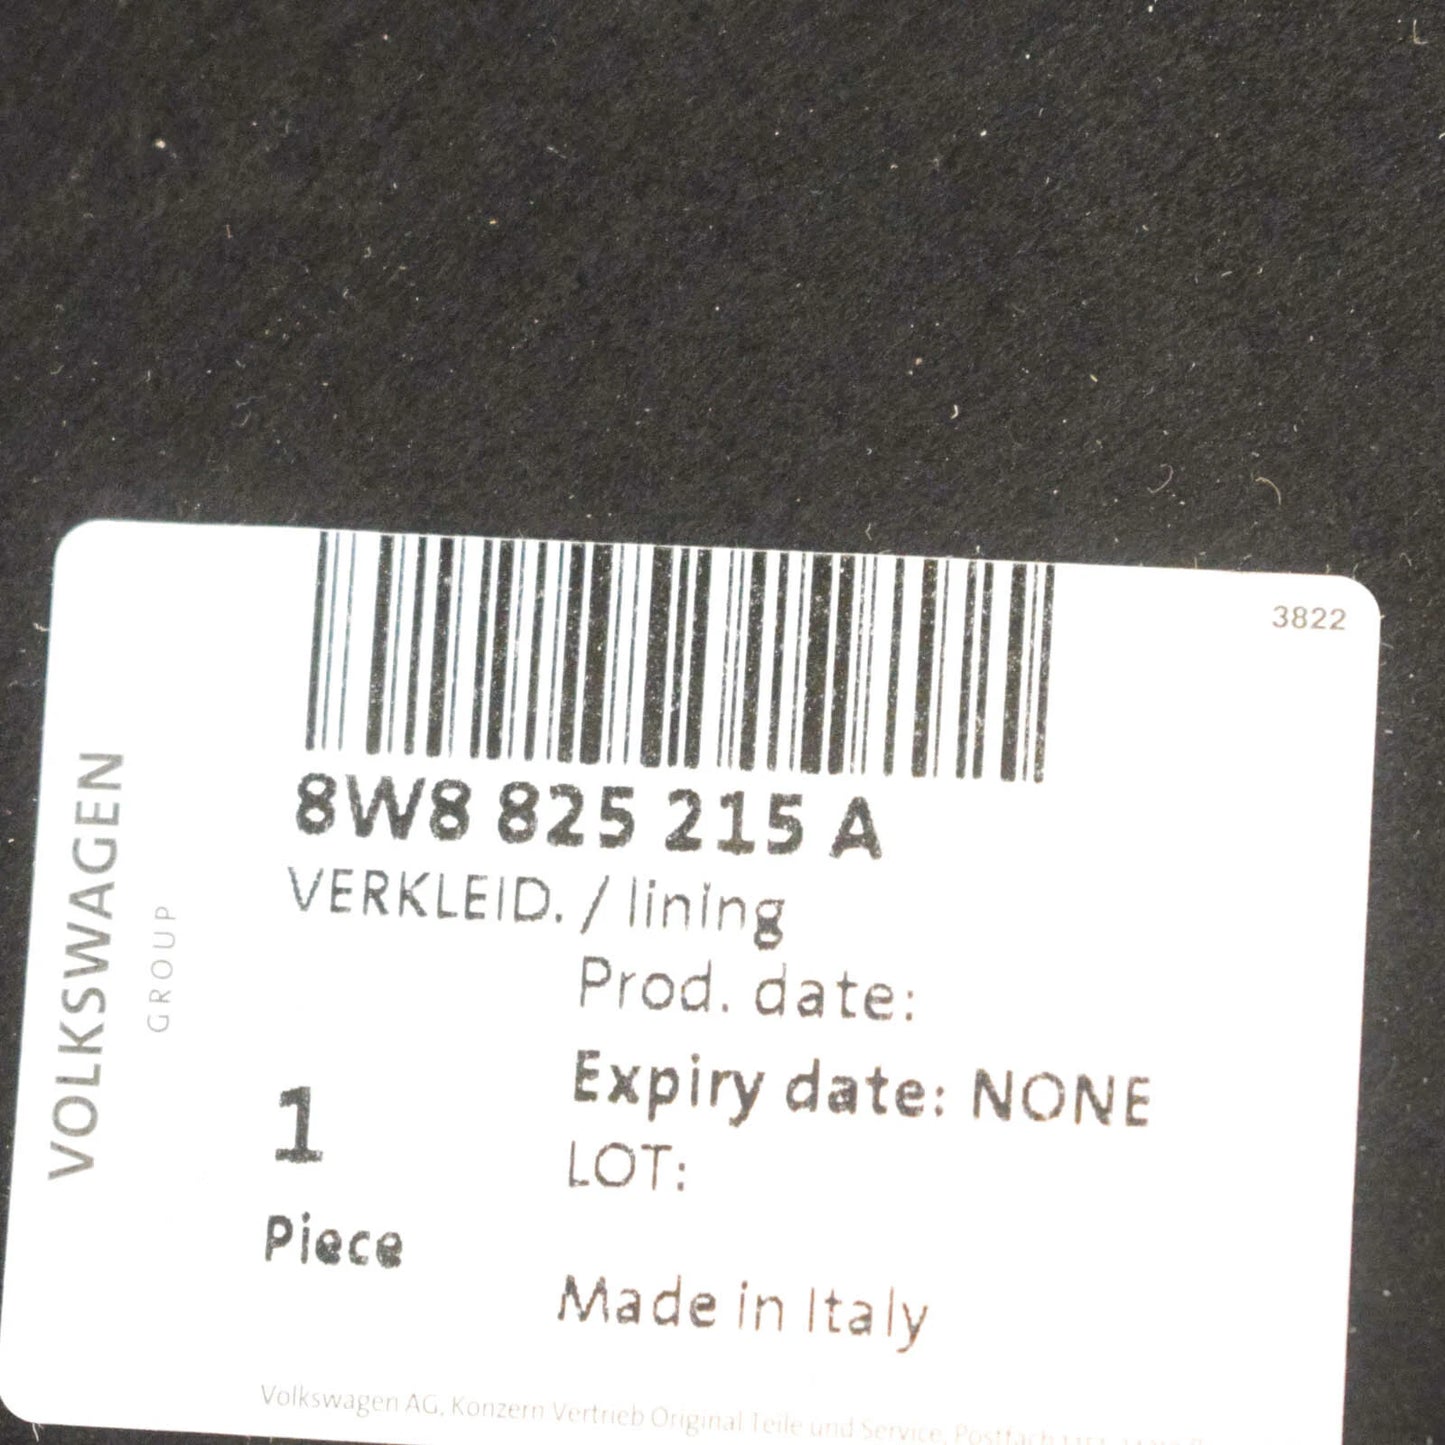 3822
8W8 825 215 A
VERKLEID. / lining
Prod. date:
Expiry date: NONE
LOT:
1
Piece
Made in Italy
VOLKSWAGEN
GROUP
Volkswagen AG, Konzern Vertrieb Original Teile und Service, Postfach